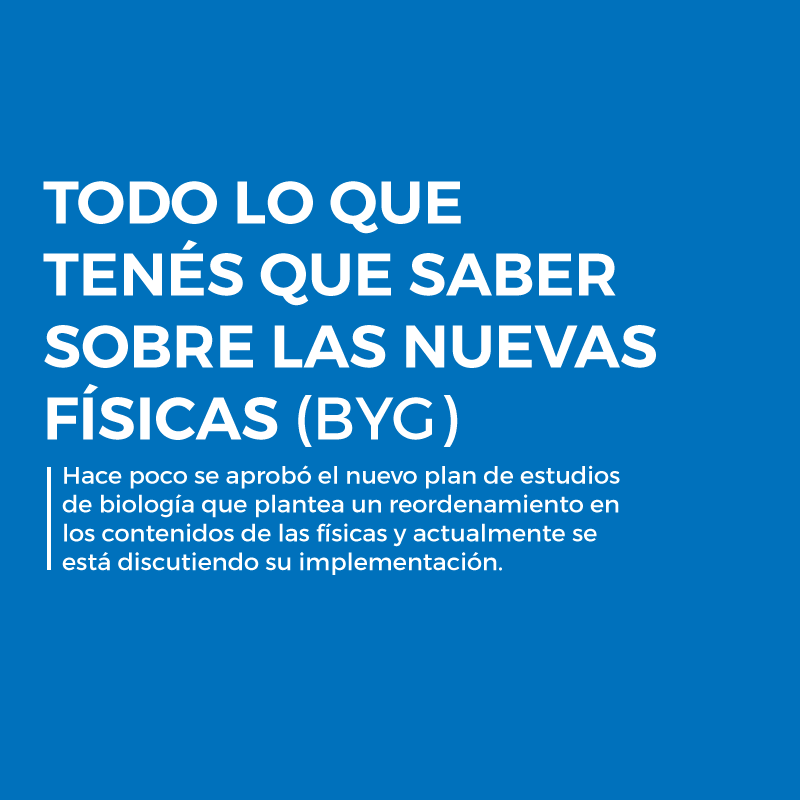 TODO LO QUE
TENÉS QUE SABER
SOBRE LAS NUEVAS
FÍSICAS (BYG)
Hace poco se aprobó el nuevo plan de estudios
de biología que plantea un reordenamiento en
los contenidos de las físicas y actualmente se
está discutiendo su implementación.